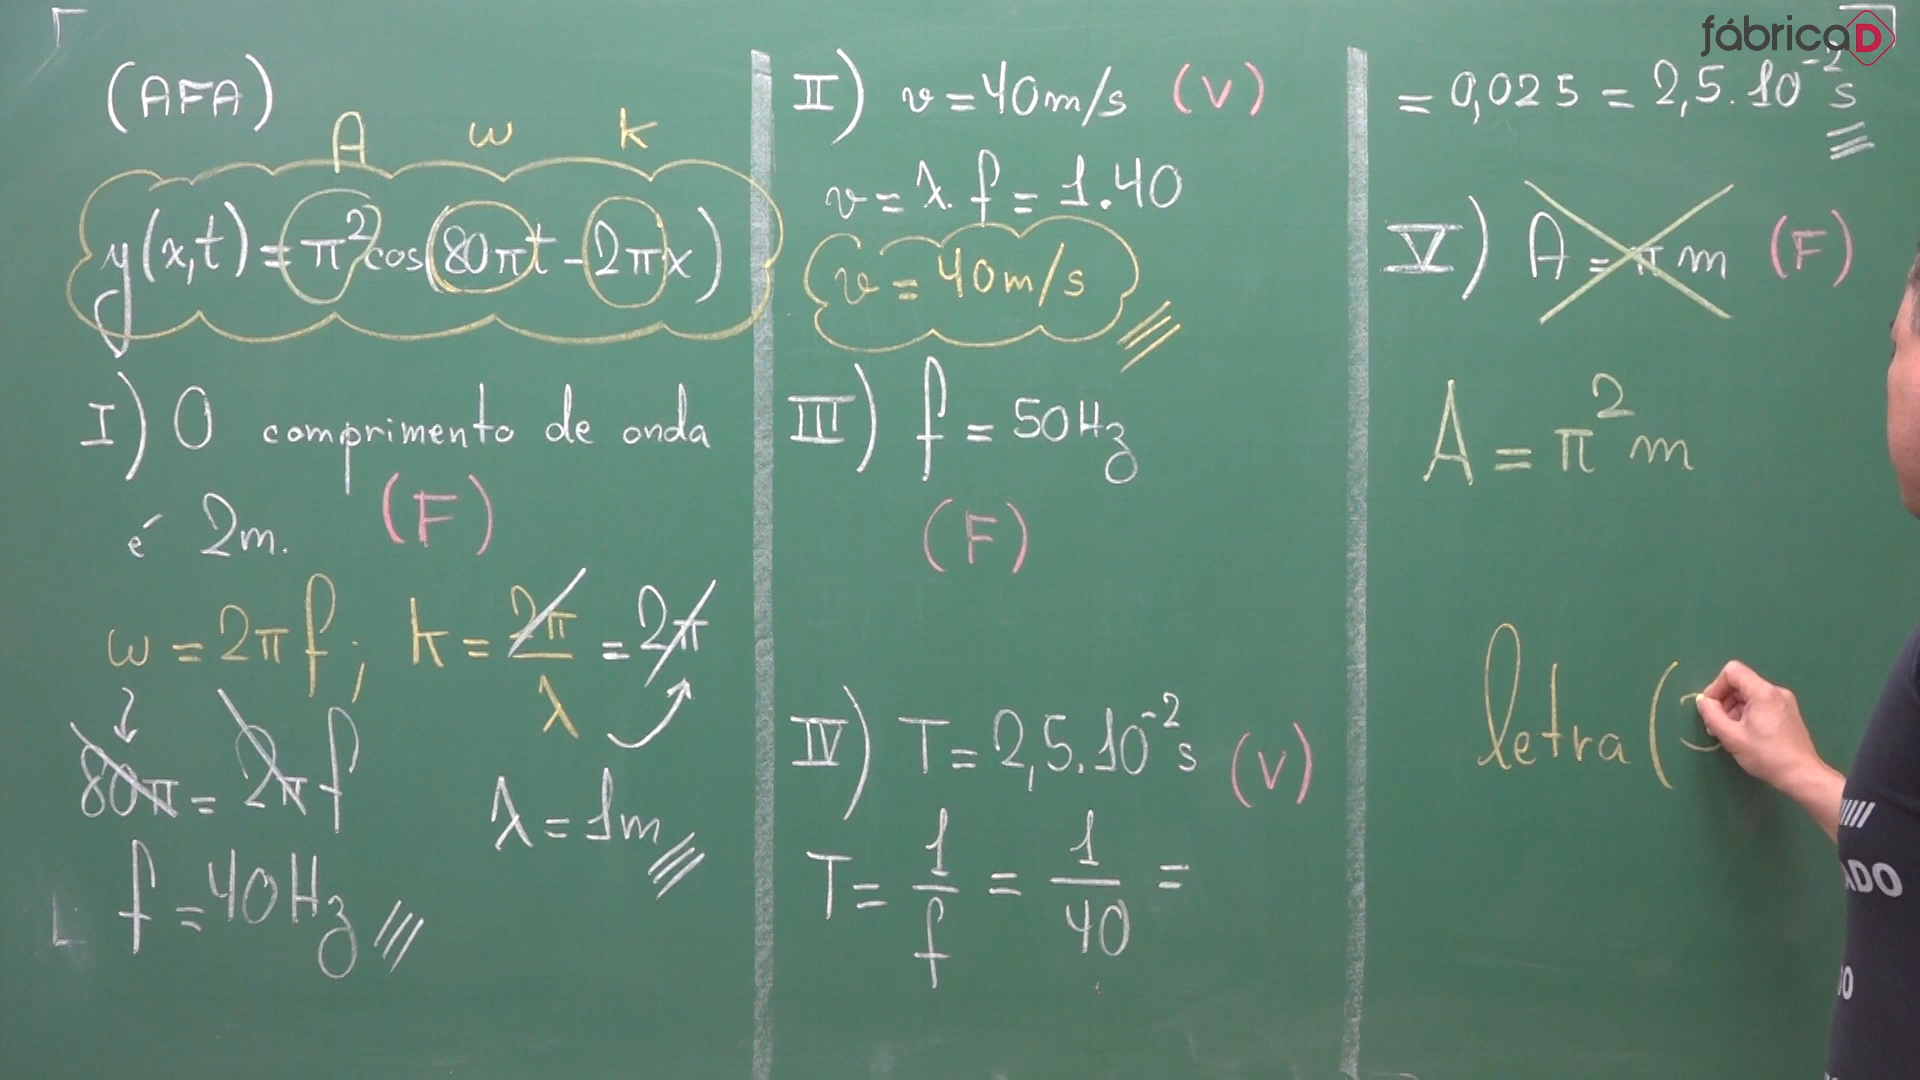 fábricaD
(AFA)
A ω k
y(x,t) = π² cos(80πt - 2πx)
I) O comprimento de onda
é 2m. (F)
ω = 2πf; k = 2π/λ = 2π
80π = 2πf
λ = 1m
f = 40Hz
II) v = 40m/s (V)
v = λ.f = 1.40
v = 40m/s
III) f = 50Hz
(F)
IV) T = 2,5.10⁻²s (V)
T = 1/f = 1/40 =
= 0,025 = 2,5.10⁻²s
V) A = π m (F)
A = π² m
letra (
ADO